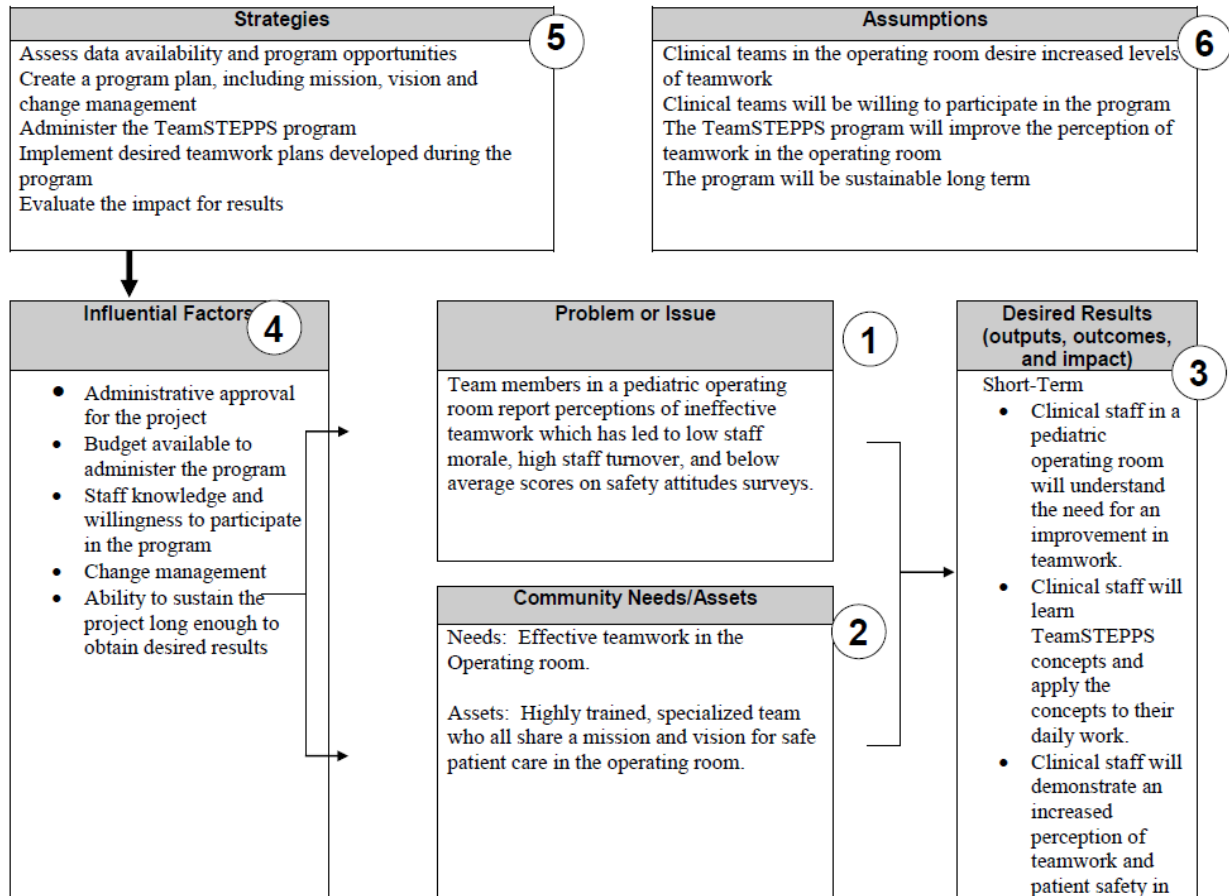 Strategies
5
Assess data availability and program opportunities
Create a program plan, including mission, vision and
change management
Administer the TeamSTEPPS program
Implement desired teamwork plans developed during the
program
Evaluate the impact for results
Assumptions
6
Clinical teams in the operating room desire increased levels
of teamwork
Clinical teams will be willing to participate in the program
The TeamSTEPPS program will improve the perception of
teamwork in the operating room
The program will be sustainable long term
Influential Factors
4
• Administrative approval
for the project
• Budget available to
administer the program
• Staff knowledge and
willingness to participate
in the program
• Change management
• Ability to sustain the
project long enough to
obtain desired results
Problem or Issue
1
Team members in a pediatric operating
room report perceptions of ineffective
teamwork which has led to low staff
morale, high staff turnover, and below
average scores on safety attitudes surveys.
Community Needs/Assets
2
Needs: Effective teamwork in the
Operating room.
Assets: Highly trained, specialized team
who all share a mission and vision for safe
patient care in the operating room.
Desired Results
(outputs, outcomes,
and impact)
3
Short-Term
• Clinical staff in a
pediatric
operating room
will understand
the need for an
improvement in
teamwork.
• Clinical staff will
learn
TeamSTEPPS
concepts and
apply the
concepts to their
daily work.
• Clinical staff will
demonstrate an
increased
perception of
teamwork and
patient safety in